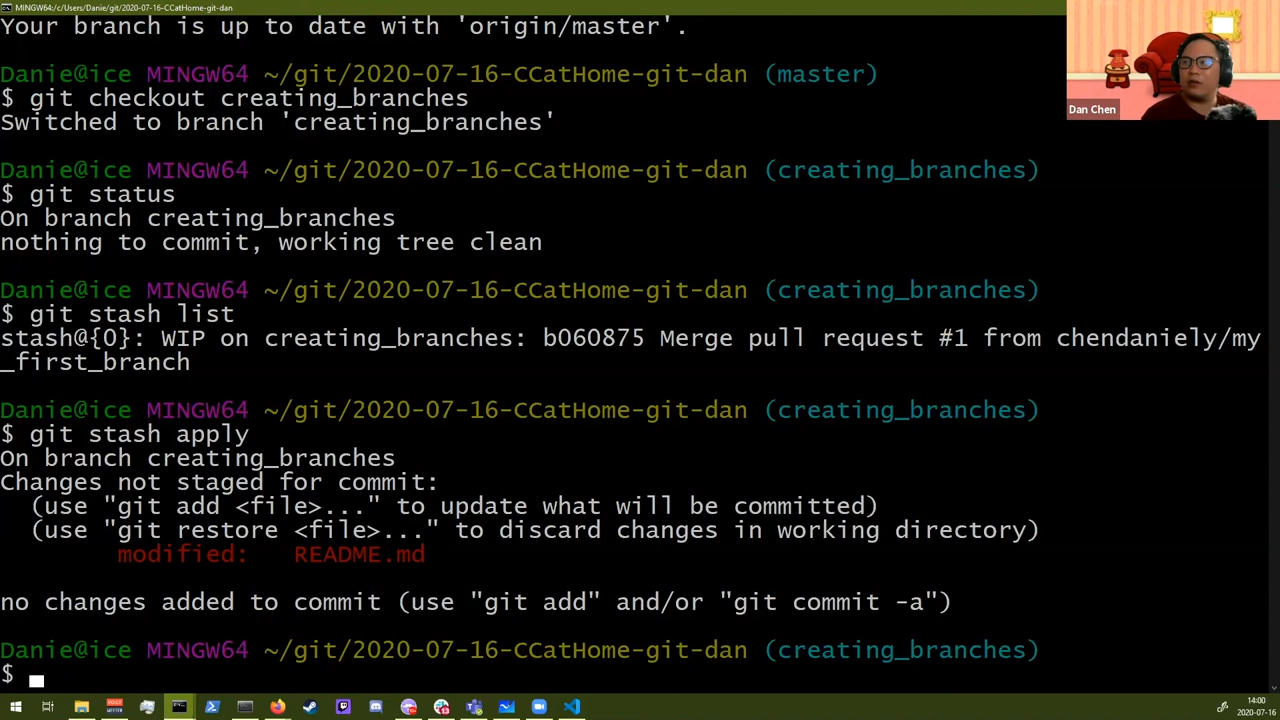 MINGW64:/c/Users/Danie/git/2020-07-16-CCatHome-git-dan
Your branch is up to date with 'origin/master'.
Danie@ice MINGW64 ~/git/2020-07-16-CCatHome-git-dan (master)
$ git checkout creating_branches
Switched to branch 'creating_branches'
Danie@ice MINGW64 ~/git/2020-07-16-CCatHome-git-dan (creating_branches)
$ git status
On branch creating_branches
nothing to commit, working tree clean
Danie@ice MINGW64 ~/git/2020-07-16-CCatHome-git-dan (creating_branches)
$ git stash list
stash@{0}: WIP on creating_branches: b060875 Merge pull request #1 from chendaniely/my
_first_branch
Danie@ice MINGW64 ~/git/2020-07-16-CCatHome-git-dan (creating_branches)
$ git stash apply
On branch creating_branches
Changes not staged for commit:
(use "git add <file>..." to update what will be committed)
(use "git restore <file>..." to discard changes in working directory)
modified: README.md
no changes added to commit (use "git add" and/or "git commit -a")
Danie@ice MINGW64 ~/git/2020-07-16-CCatHome-git-dan (creating_branches)
$
Dan Chen
14:00
2020-07-16